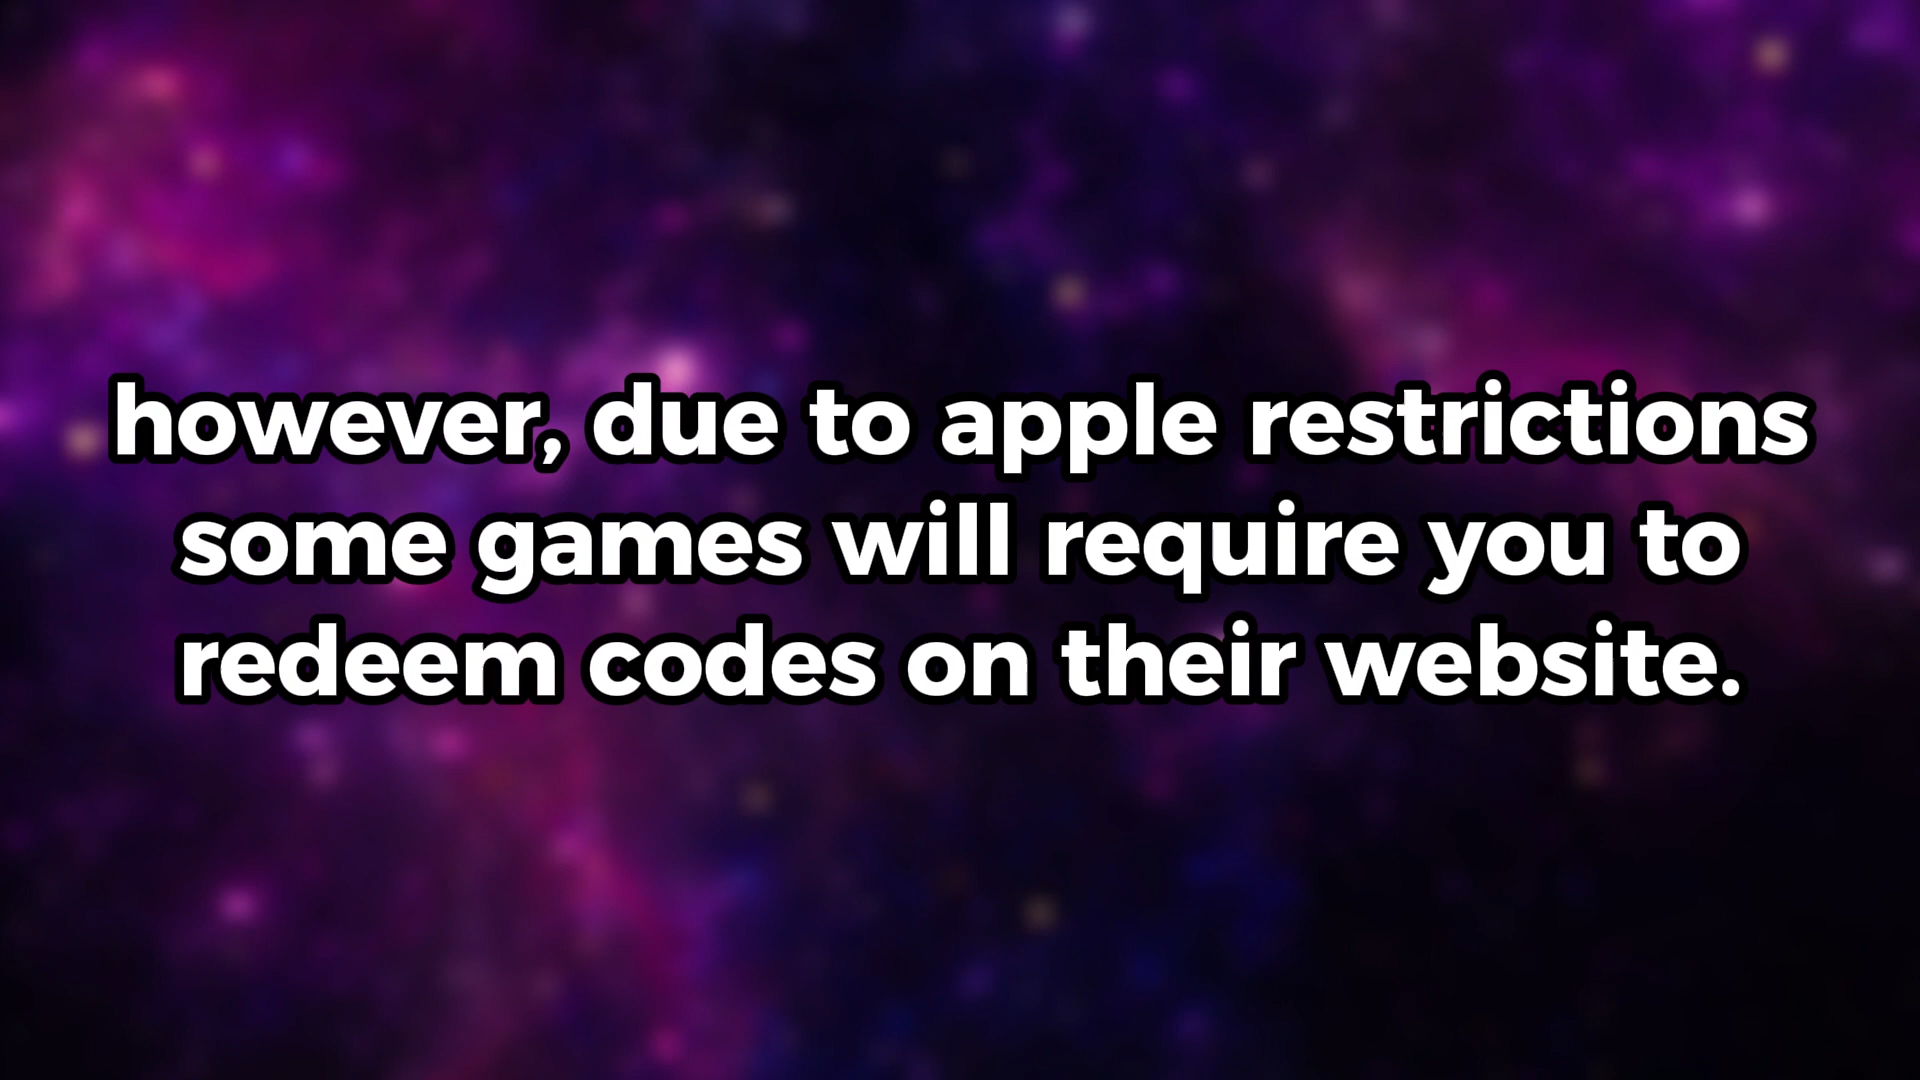 however, due to apple restrictions
some games will require you to
redeem codes on their website.